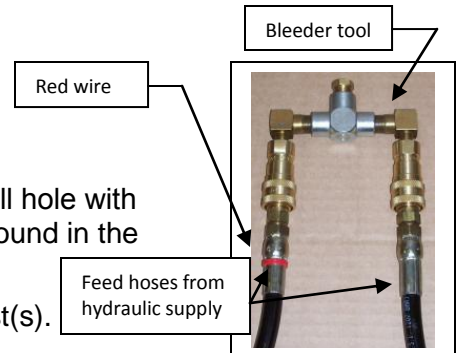 Bleeder tool
Red wire
ll hole with
ound in the
Feed hoses from
hydraulic supply
t(s).